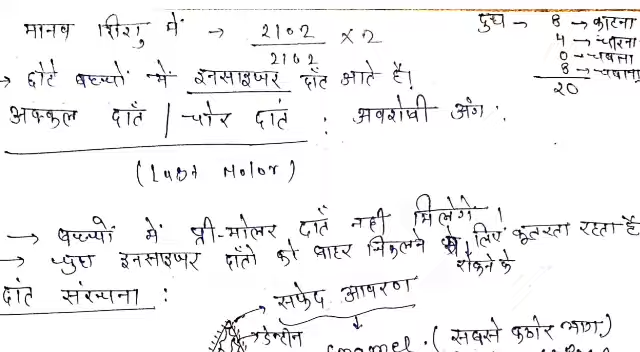 मानव शिशु में → 2102 / 2102 × 2
दुग्ध → 8 → काटना
4 → चीरना
0 → चबाना
8 → चबाना
20
→ छोटे बच्चों में इनसाइजर दाँत आते है।
अक्कल दाँत / चोर दांत : अवशेषी अंग :
(Last Molar)
→ बच्चों में प्री-मोलर दाँत नहीं मिलेंगे।
→ चुहा इनसाइजर दाँतो को बाहर निकलने से रोकने के लिए कुतरता रहता है
दांत संरचना :
→ सफेद आवरण
→ डेन्टीन
enamel. (सबसे कठोर भाग)